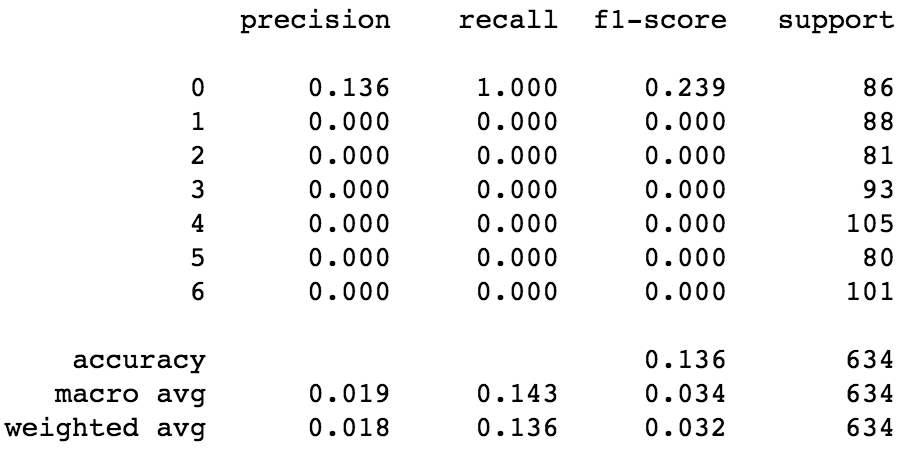 precision recall f1-score support
0 0.136 1.000 0.239 86
1 0.000 0.000 0.000 88
2 0.000 0.000 0.000 81
3 0.000 0.000 0.000 93
4 0.000 0.000 0.000 105
5 0.000 0.000 0.000 80
6 0.000 0.000 0.000 101
accuracy 0.136 634
macro avg 0.019 0.143 0.034 634
weighted avg 0.018 0.136 0.032 634